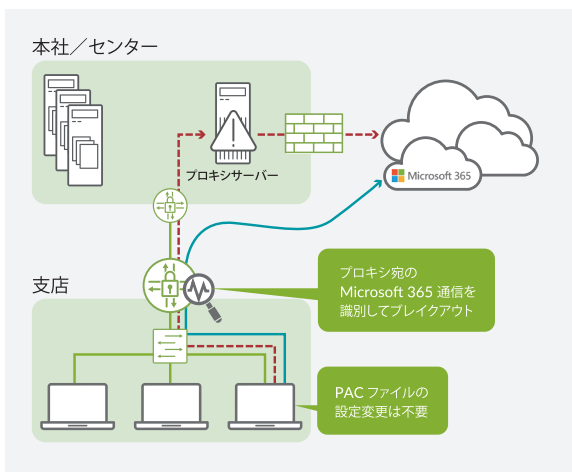 本社／センター
プロキシサーバー
Microsoft 365
支店
プロキシ宛の
Microsoft 365 通信を
識別してブレイクアウト
PAC ファイルの
設定変更は不要